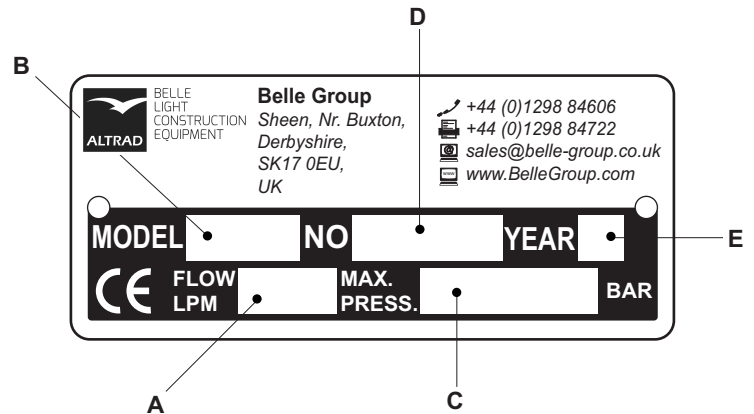 D
B
BELLE
LIGHT
CONSTRUCTION
EQUIPMENT
ALTRAD
Belle Group
Sheen, Nr. Buxton,
Derbyshire,
SK17 0EU,
UK
+44 (0)1298 84606
+44 (0)1298 84722
@ sales@belle-group.co.uk
www www.BelleGroup.com
MODEL NO YEAR
E
CE FLOW LPM MAX. PRESS. BAR
A
C